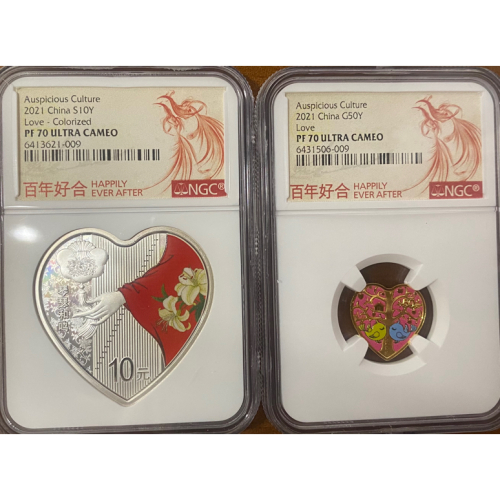 Auspicious Culture
2021 China S10Y
Love - Colorized
PF 70 ULTRA CAMEO
6413621-009
百年好合 HAPPILY EVER AFTER
NGC®
10元
Auspicious Culture
2021 China G50Y
Love
PF 70 ULTRA CAMEO
6431506-009
百年好合 HAPPILY EVER AFTER
NGC®